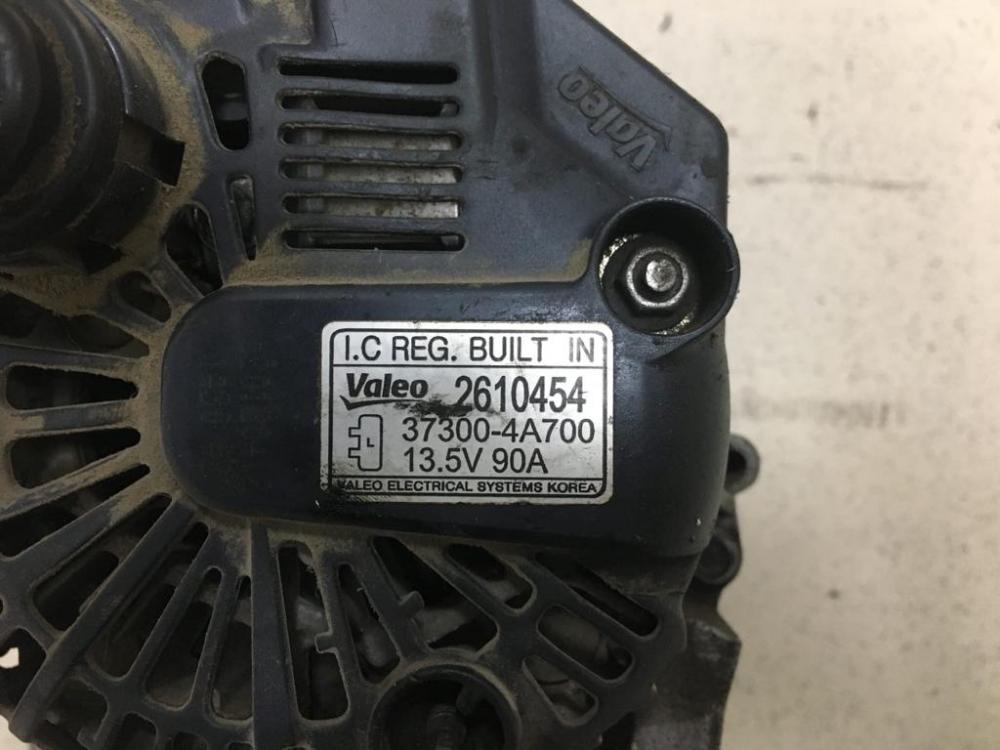 Valeo
I.C REG. BUILT IN
Valeo 2610454
L 37300-4A700
13.5V 90A
VALEO ELECTRICAL SYSTEMS KOREA